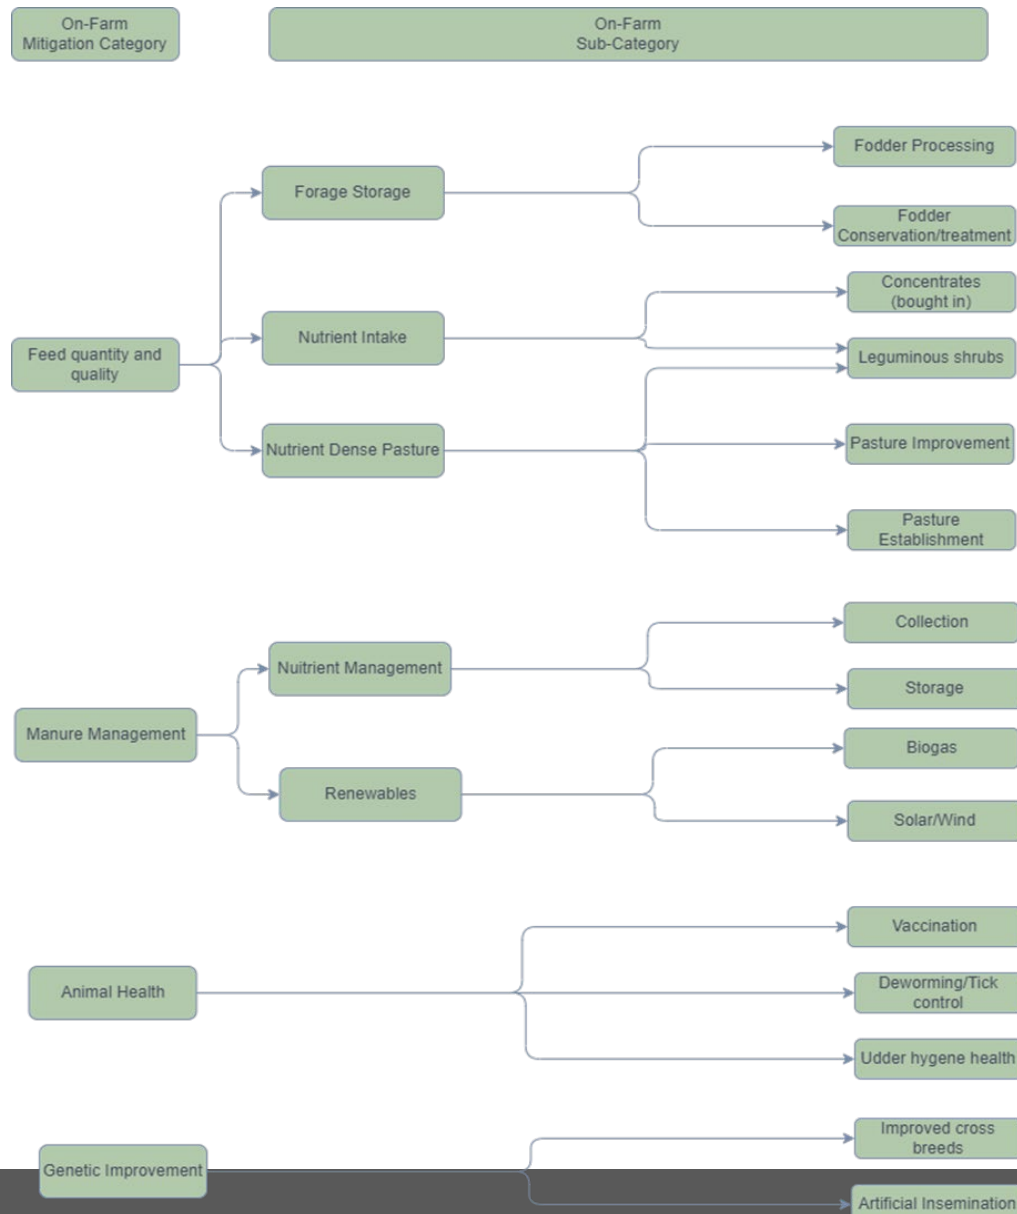 On-Farm
Mitigation Category
On-Farm
Sub-Category
Fodder Processing
Forage Storage
Fodder
Conservation/treatment
Concentrates
(bought in)
Nutrient Intake
Feed quantity and
quality
Leguminous shrubs
Nutrient Dense Pasture
Pasture Improvement
Pasture
Establishment
Collection
Nuitrient Management
Storage
Manure Management
Biogas
Renewables
Solar/Wind
Vaccination
Animal Health
Deworming/Tick
control
Udder hygene health
Improved cross
breeds
Genetic Improvement
Artificial Insemination